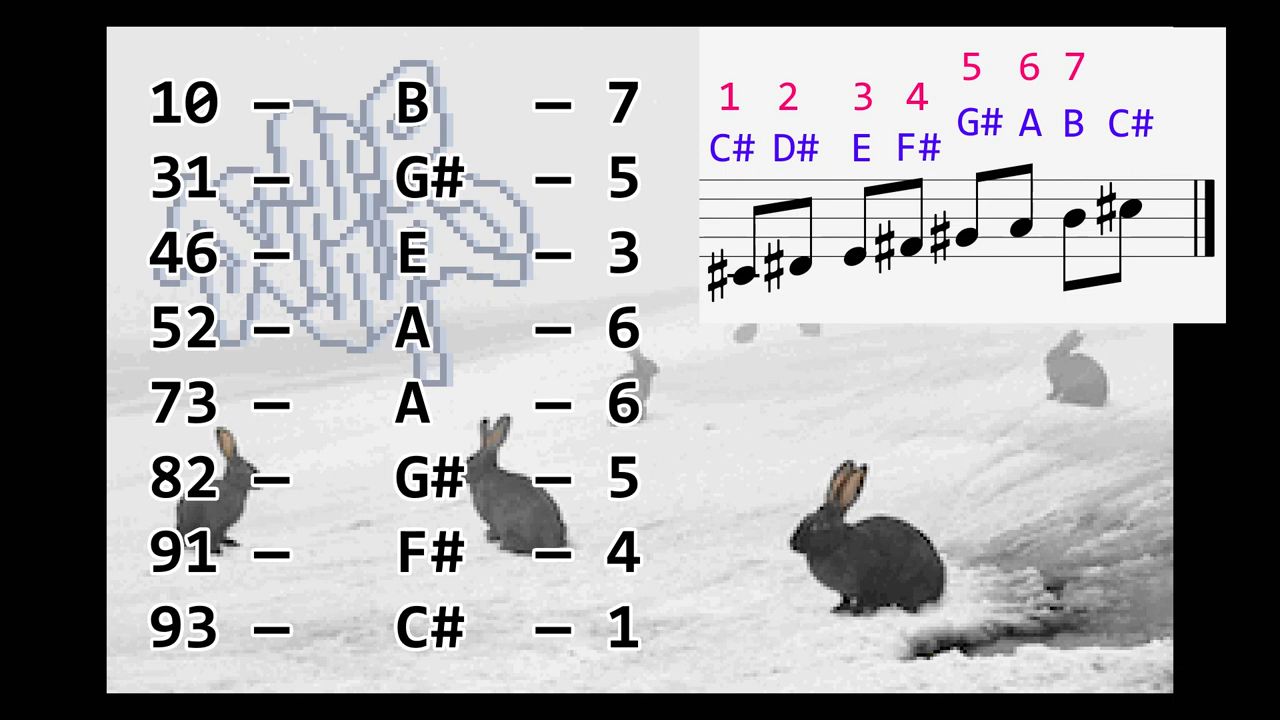 10 – B – 7
31 – G# – 5
46 – E – 3
52 – A – 6
73 – A – 6
82 – G# – 5
91 – F# – 4
93 – C# – 1
1 2 3 4 5 6 7
C# D# E F# G# A B C#